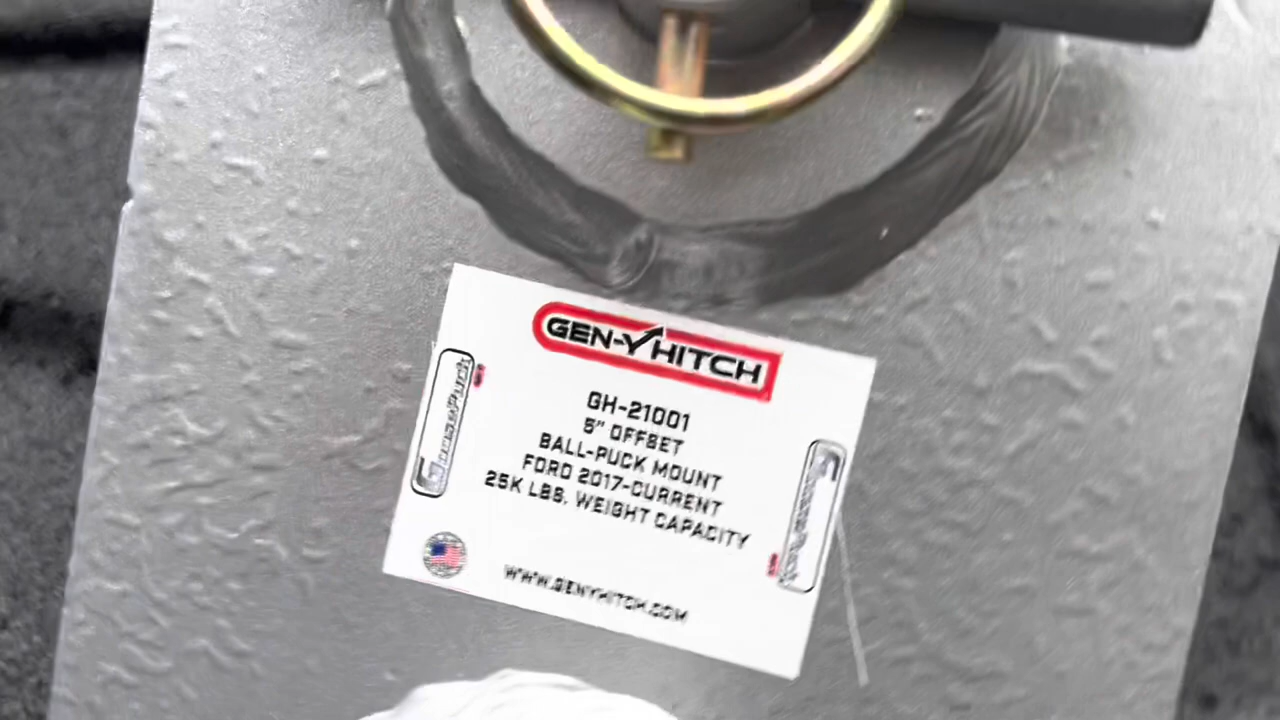 GEN-Y HITCH
GH-21001
5" OFFSET
BALL-PUCK MOUNT
FORD 2017-CURRENT
25K LBS. WEIGHT CAPACITY
WWW.GENYHITCH.COM